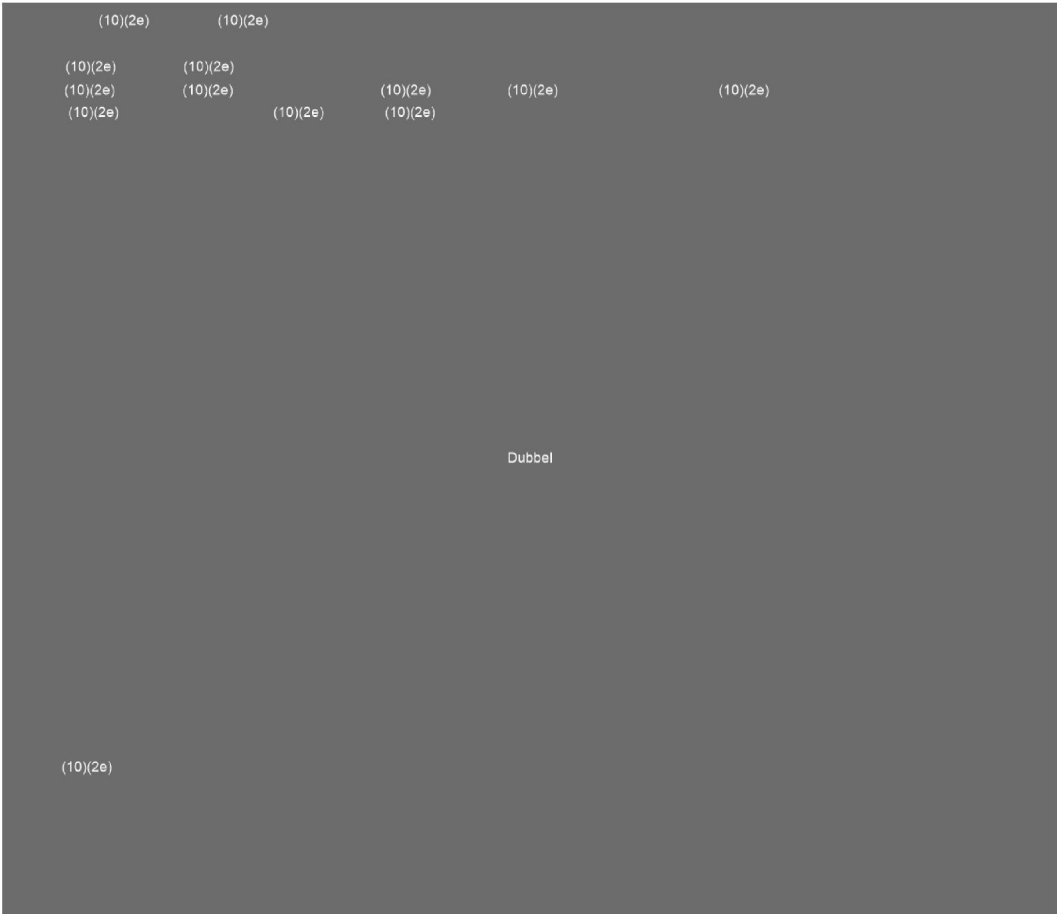 (10)(2e) (10)(2e)
(10)(2e) (10)(2e)
(10)(2e) (10)(2e) (10)(2e) (10)(2e) (10)(2e)
(10)(2e) (10)(2e) (10)(2e)
Dubbel
(10)(2e)